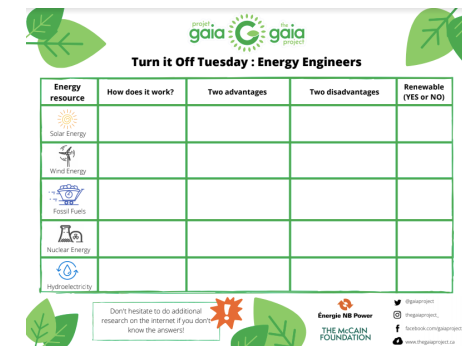 projet the
gaia gaia
project
Turn it Off Tuesday : Energy Engineers
Energy resource How does it work? Two advantages Two disadvantages Renewable (YES or NO)
Solar Energy
Wind Energy
Fossil Fuels
Nuclear Energy
Hydroelectricity
Don't hesitate to do additional
research on the internet if you don't
know the answers!
Énergie NB Power
THE McCAIN
FOUNDATION
@gaiaproject
thegaiaproject_
facebook.com/gaiaproject
www.thegaiaproject.ca